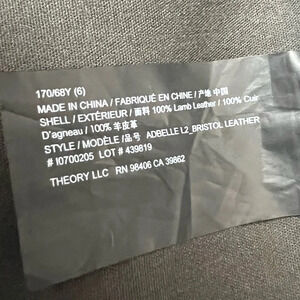 170/68Y (6)
MADE IN CHINA / FABRIQUÉ EN CHINE / 产地 中国
SHELL / EXTÉRIEUR / 面料 100% Lamb Leather / 100% Cuir
D'agneau / 100% 羊皮革
STYLE / MODÈLE /品号 ADBELLE L2_BRISTOL LEATHER
# I0700205 LOT # 439819
THEORY LLC RN 98406 CA 39862